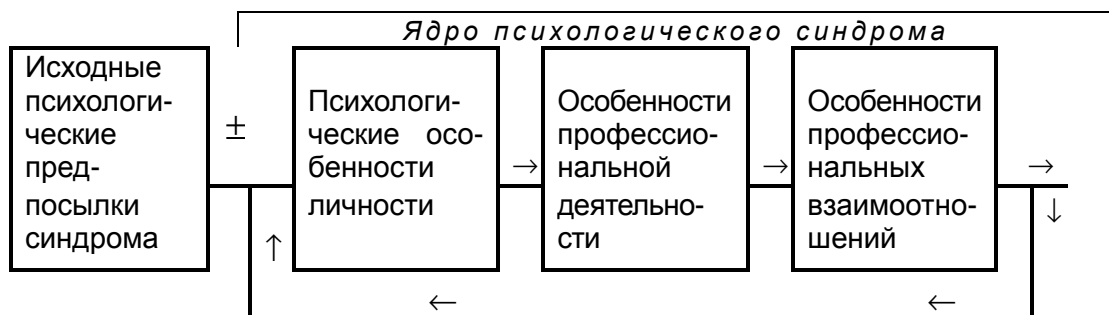 Ядро психологического синдрома
Исходные
психологи-
ческие
пред-
посылки
синдрома
±
Психологи-
ческие осо-
бенности
личности
→
Особенности
профессио-
нальной
деятельно-
сти
→
Особенности
профессио-
нальных
взаимоотно-
шений
→
↓
↑
←
←